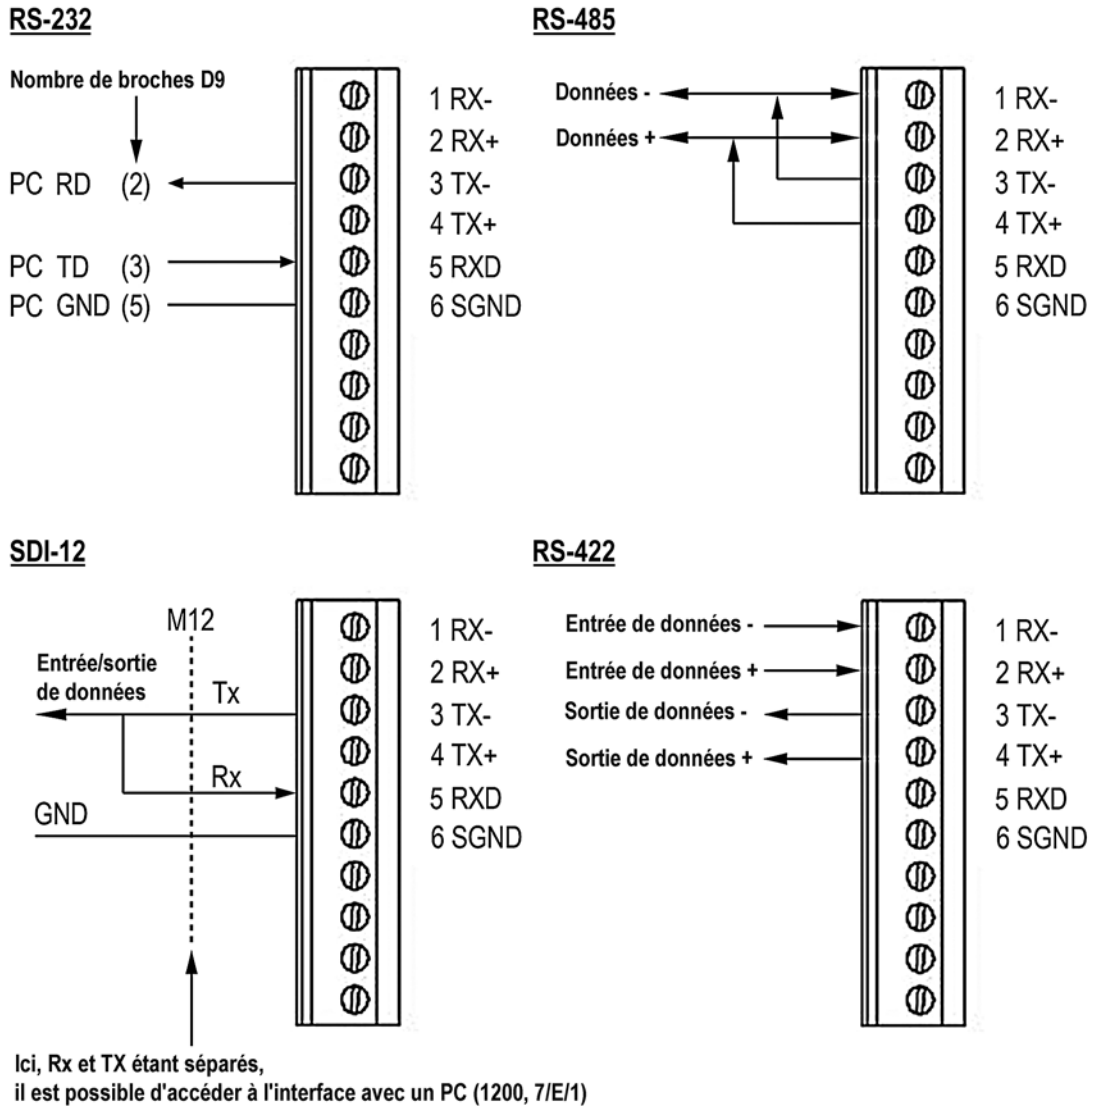 RS-232
Nombre de broches D9
PC RD (2)
PC TD (3)
PC GND (5)
1 RX-
2 RX+
3 TX-
4 TX+
5 RXD
6 SGND
RS-485
Données -
Données +
1 RX-
2 RX+
3 TX-
4 TX+
5 RXD
6 SGND
SDI-12
M12
Entrée/sortie
de données
Tx
Rx
GND
1 RX-
2 RX+
3 TX-
4 TX+
5 RXD
6 SGND
Ici, Rx et TX étant séparés,
il est possible d'accéder à l'interface avec un PC (1200, 7/E/1)
RS-422
Entrée de données -
Entrée de données +
Sortie de données -
Sortie de données +
1 RX-
2 RX+
3 TX-
4 TX+
5 RXD
6 SGND